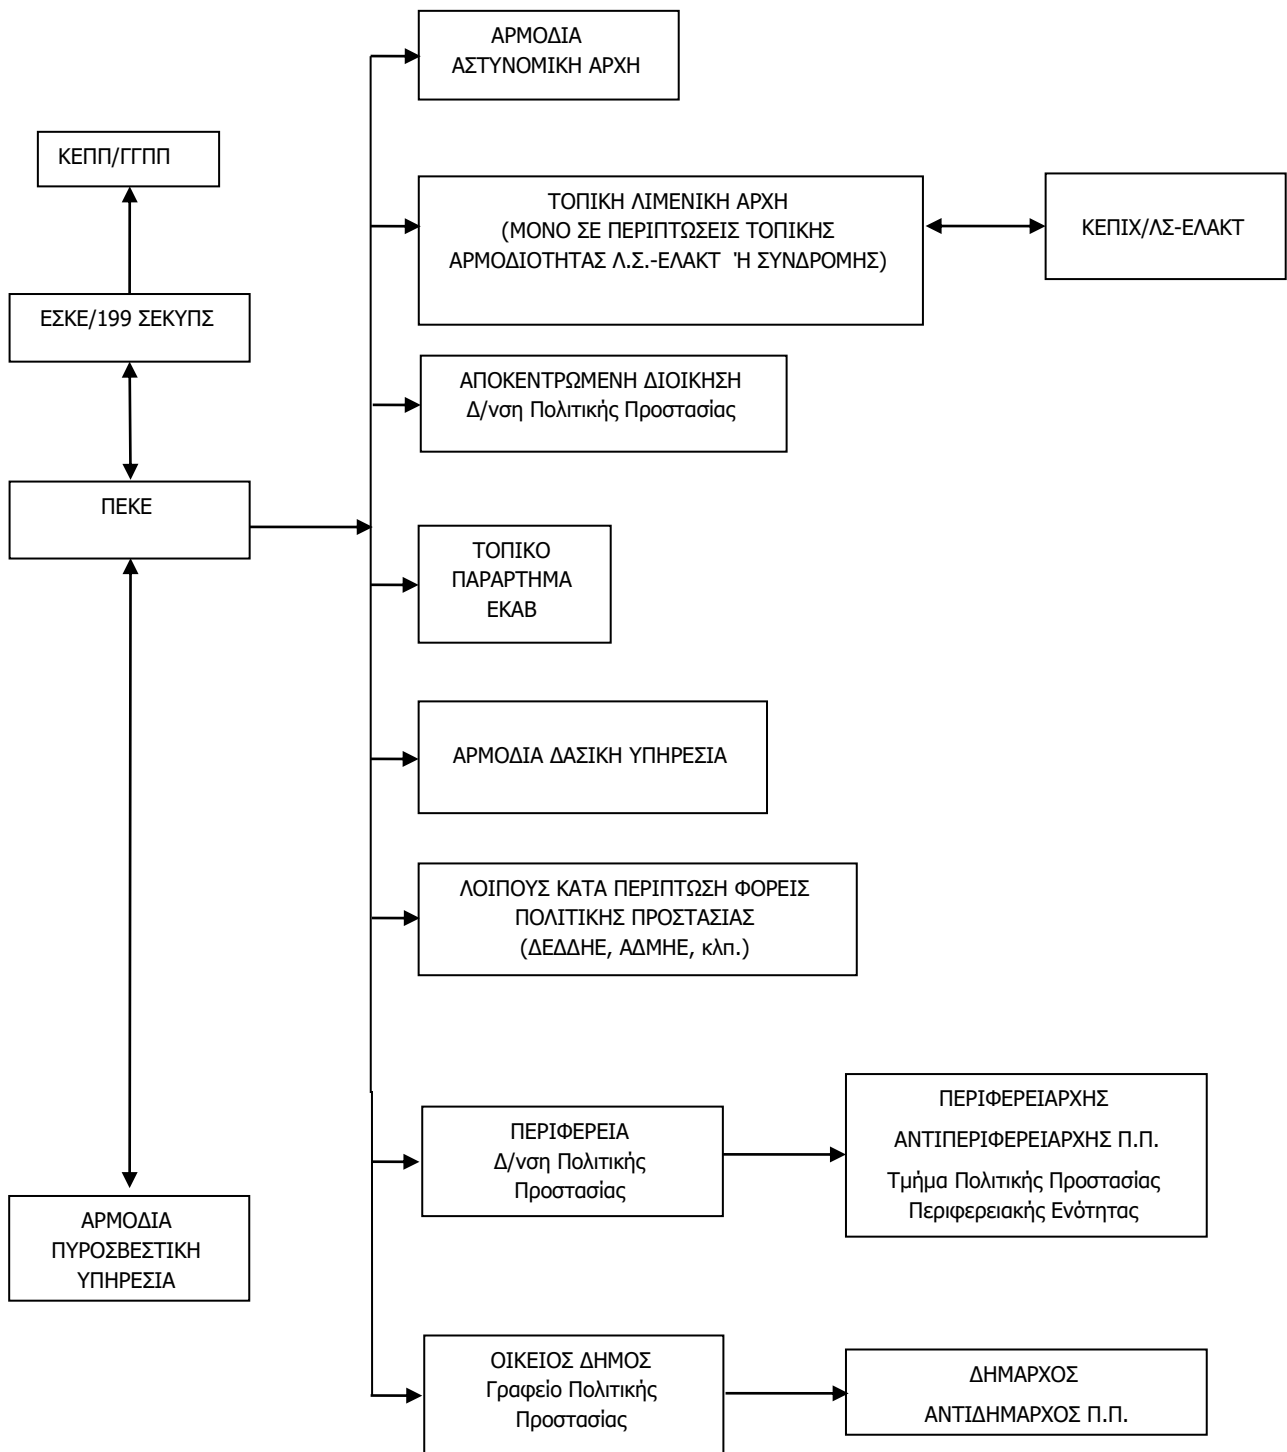 ΑΡΜΟΔΙΑ
ΑΣΤΥΝΟΜΙΚΗ ΑΡΧΗ
ΚΕΠΠ/ΓΓΠΠ
ΤΟΠΙΚΗ ΛΙΜΕΝΙΚΗ ΑΡΧΗ
(ΜΟΝΟ ΣΕ ΠΕΡΙΠΤΩΣΕΙΣ ΤΟΠΙΚΗΣ
ΑΡΜΟΔΙΟΤΗΤΑΣ Λ.Σ.-ΕΛΑΚΤ Ή ΣΥΝΔΡΟΜΗΣ)
ΚΕΠΙΧ/ΛΣ-ΕΛΑΚΤ
ΕΣΚΕ/199 ΣΕΚΥΠΣ
ΑΠΟΚΕΝΤΡΩΜΕΝΗ ΔΙΟΙΚΗΣΗ
Δ/νση Πολιτικής Προστασίας
ΠΕΚΕ
ΤΟΠΙΚΟ
ΠΑΡΑΡΤΗΜΑ
ΕΚΑΒ
ΑΡΜΟΔΙΑ ΔΑΣΙΚΗ ΥΠΗΡΕΣΙΑ
ΛΟΙΠΟΥΣ ΚΑΤΑ ΠΕΡΙΠΤΩΣΗ ΦΟΡΕΙΣ
ΠΟΛΙΤΙΚΗΣ ΠΡΟΣΤΑΣΙΑΣ
(ΔΕΔΔΗΕ, ΑΔΜΗΕ, κλπ.)
ΠΕΡΙΦΕΡΕΙΑ
Δ/νση Πολιτικής
Προστασίας
ΠΕΡΙΦΕΡΕΙΑΡΧΗΣ
ΑΝΤΙΠΕΡΙΦΕΡΕΙΑΡΧΗΣ Π.Π.
Τμήμα Πολιτικής Προστασίας
Περιφερειακής Ενότητας
ΑΡΜΟΔΙΑ
ΠΥΡΟΣΒΕΣΤΙΚΗ
ΥΠΗΡΕΣΙΑ
ΟΙΚΕΙΟΣ ΔΗΜΟΣ
Γραφείο Πολιτικής
Προστασίας
ΔΗΜΑΡΧΟΣ
ΑΝΤΙΔΗΜΑΡΧΟΣ Π.Π.